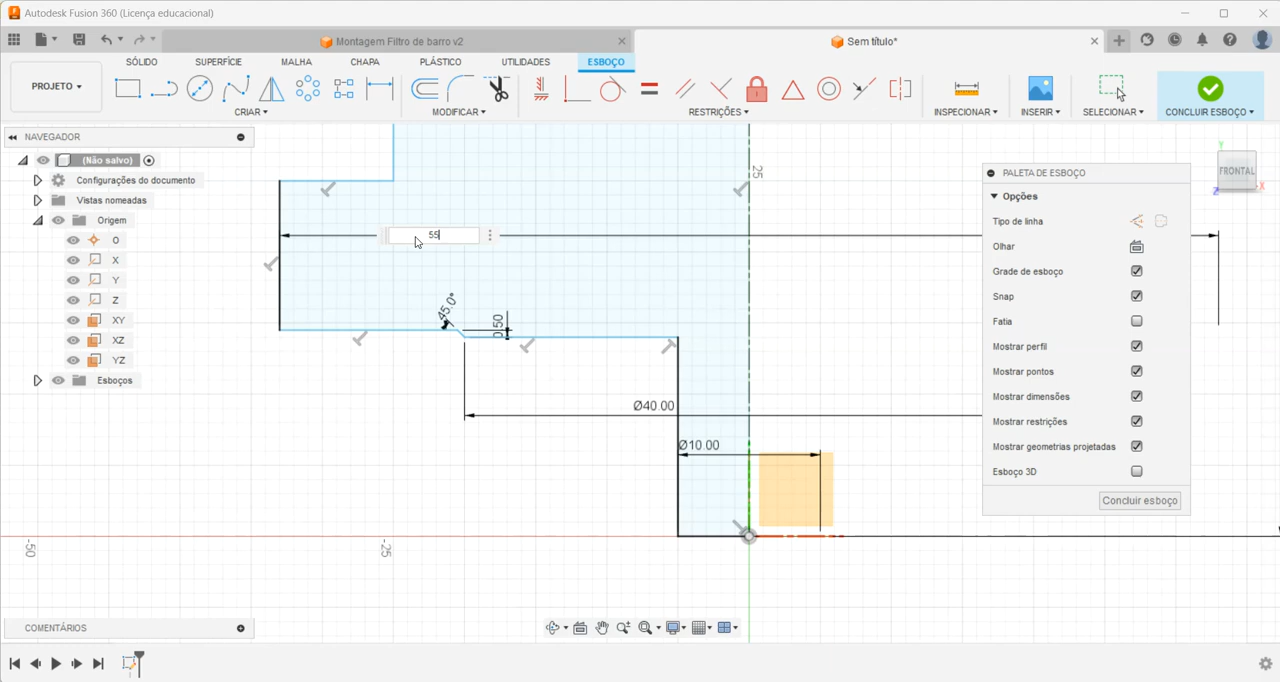 Autodesk Fusion 360 (Licença educacional)
Montagem Filtro de barro v2
Sem título*
PROJETO
SÓLIDO
SUPERFÍCIE
MALHA
CHAPA
PLÁSTICO
UTILIDADES
ESBOÇO
CRIAR
MODIFICAR
RESTRIÇÕES
INSPECIONAR
INSERIR
SELECIONAR
CONCLUIR ESBOÇO
NAVEGADOR
(Não salvo)
Configurações do documento
Vistas nomeadas
Origem
O
X
Y
Z
XY
XZ
YZ
Esboços
25
55
45.0°
0.50
Ø40.00
Ø10.00
-50
-25
Y
FRONTAL
X
Z
PALETA DE ESBOÇO
Opções
Tipo de linha
Olhar
Grade de esboço
Snap
Fatia
Mostrar perfil
Mostrar pontos
Mostrar dimensões
Mostrar restrições
Mostrar geometrias projetadas
Esboço 3D
Concluir esboço
COMENTÁRIOS